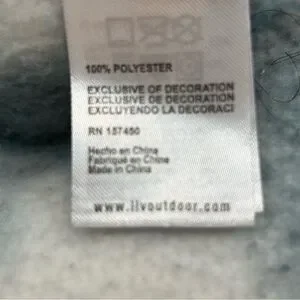 100% POLYESTER
EXCLUSIVE OF DECORATION
EXCLUSIVE DE DECORATION
EXCLUYENDO LA DECORACI
RN 157450
Hecho en China
Fabriqué en Chine
Made in China
www.livoutdoor.com